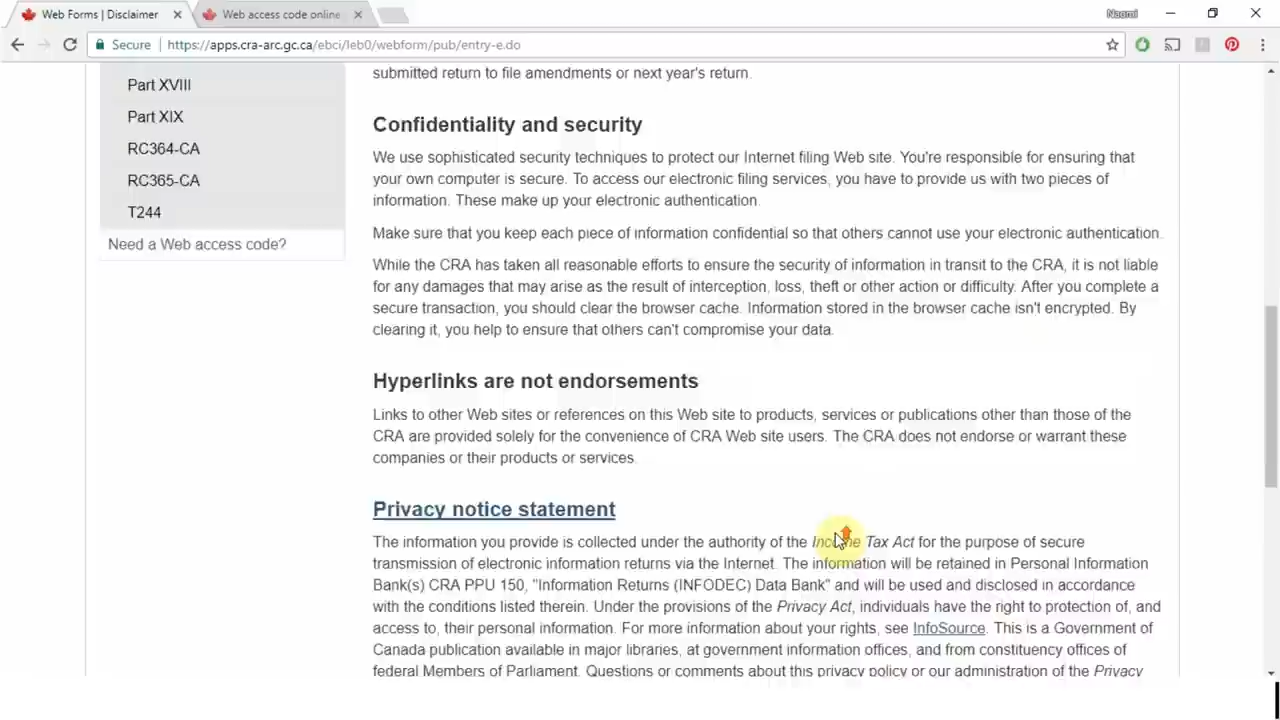 Web Forms | Disclaimer
Web access code online
Naomi
Secure
https://apps.cra-arc.gc.ca/ebci/leb0/webform/pub/entry-e.do
Part XVIII
Part XIX
RC364-CA
RC365-CA
T244
Need a Web access code?
submitted return to file amendments or next year's return.
Confidentiality and security
We use sophisticated security techniques to protect our Internet filing Web site. You're responsible for ensuring that
your own computer is secure. To access our electronic filing services, you have to provide us with two pieces of
information. These make up your electronic authentication.
Make sure that you keep each piece of information confidential so that others cannot use your electronic authentication.
While the CRA has taken all reasonable efforts to ensure the security of information in transit to the CRA, it is not liable
for any damages that may arise as the result of interception, loss, theft or other action or difficulty. After you complete a
secure transaction, you should clear the browser cache. Information stored in the browser cache isn't encrypted. By
clearing it, you help to ensure that others can't compromise your data.
Hyperlinks are not endorsements
Links to other Web sites or references on this Web site to products, services or publications other than those of the
CRA are provided solely for the convenience of CRA Web site users. The CRA does not endorse or warrant these
companies or their products or services.
Privacy notice statement
The information you provide is collected under the authority of the Income Tax Act for the purpose of secure
transmission of electronic information returns via the Internet. The information will be retained in Personal Information
Bank(s) CRA PPU 150, "Information Returns (INFODEC) Data Bank" and will be used and disclosed in accordance
with the conditions listed therein. Under the provisions of the Privacy Act, individuals have the right to protection of, and
access to, their personal information. For more information about your rights, see InfoSource. This is a Government of
Canada publication available in major libraries, at government information offices, and from constituency offices of
federal Members of Parliament. Questions or comments about this privacy policy or our administration of the Privacy